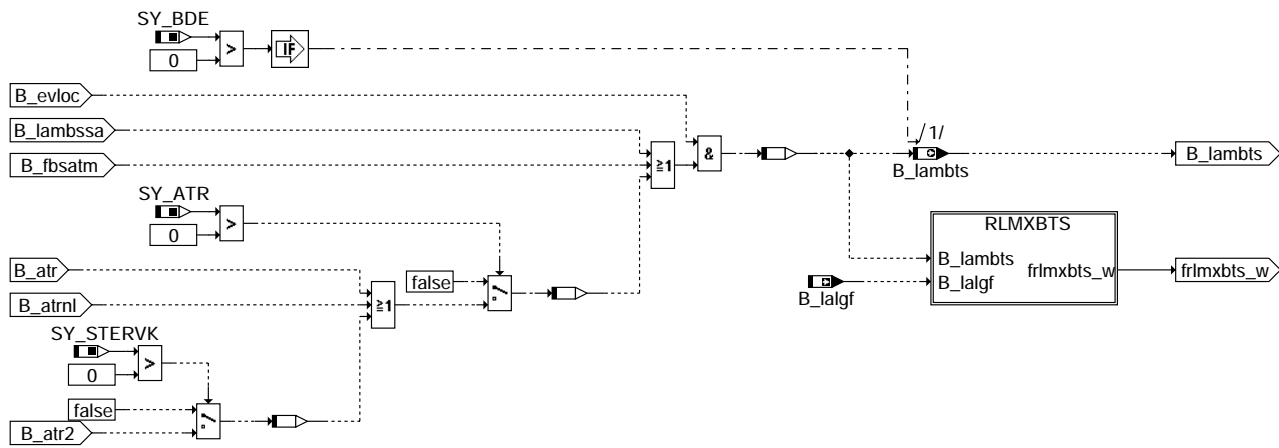 SY_BDE
>
0
IF
B_evloc
B_lambssa
B_fbsatm
≥1
&
/1/
B_lambts
B_lambts
SY_ATR
>
0
RLMXBTS
B_lambts
B_lalgf
frlmxbts_w
frlmxbts_w
B_lalgf
B_atr
false
B_atrnl
≥1
SY_STERVK
>
0
false
B_atr2